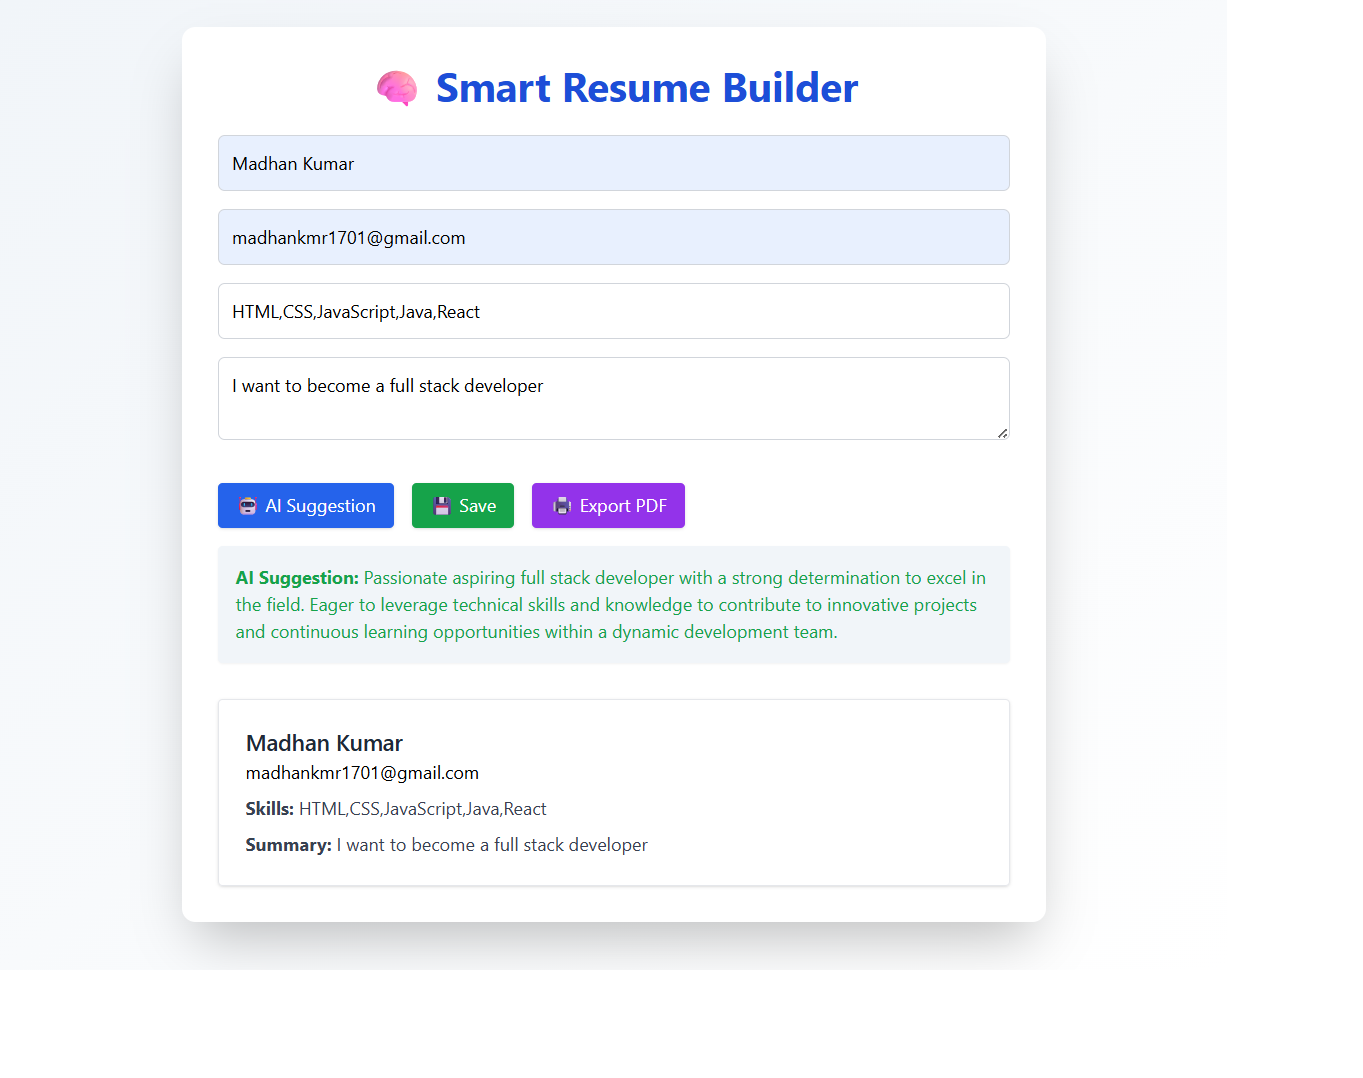 Smart Resume Builder
Madhan Kumar
madhankmr1701@gmail.com
HTML,CSS,JavaScript,Java,React
I want to become a full stack developer
AI Suggestion
Save
Export PDF
AI Suggestion: Passionate aspiring full stack developer with a strong determination to excel in
the field. Eager to leverage technical skills and knowledge to contribute to innovative projects
and continuous learning opportunities within a dynamic development team.
Madhan Kumar
madhankmr1701@gmail.com
Skills: HTML,CSS,JavaScript,Java,React
Summary: I want to become a full stack developer